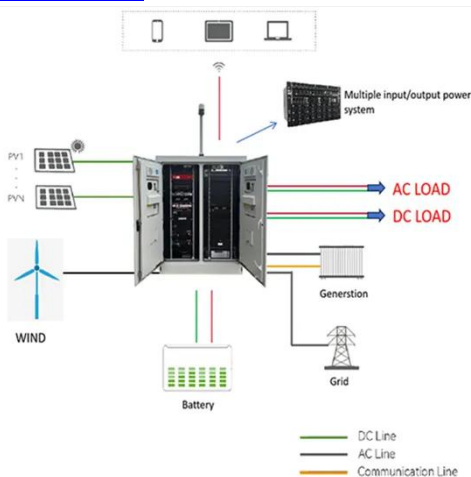 Multiple input/output power
system
PV1
PVN
AC LOAD
DC LOAD
WIND
Generstion
Grid
Battery
DC Line
AC Line
Communication Line